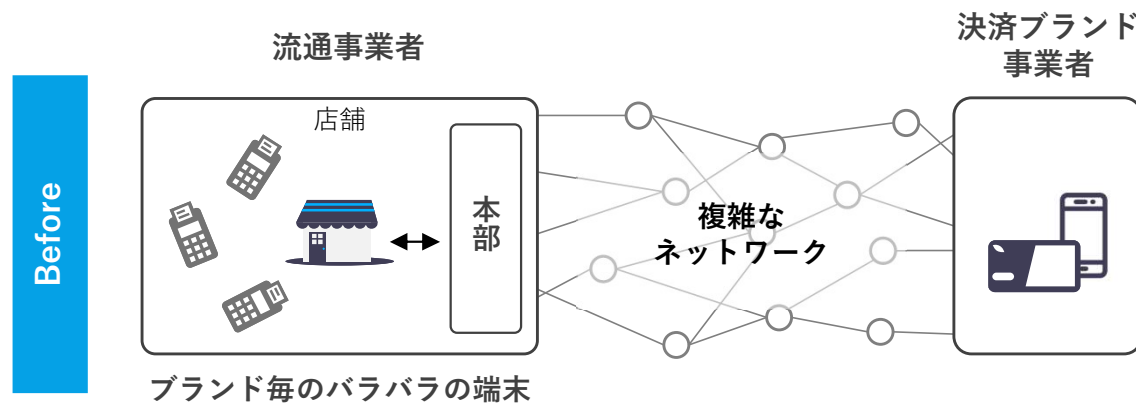 流通事業者
決済ブランド
事業者
Before
店舗
本部
複雑な
ネットワーク
ブランド毎のバラバラの端末